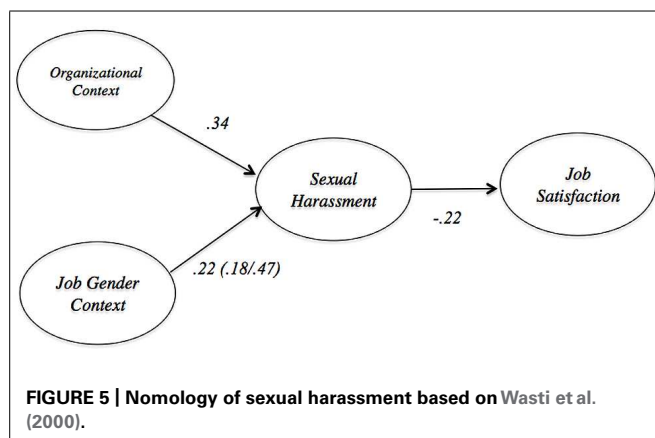 Organizational
Context
.34
Sexual
Harassment
Job
Satisfaction
-.22
.22 (.18/.47)
Job Gender
Context
FIGURE 5 | Nomology of sexual harassment based on Wasti et al.
(2000).